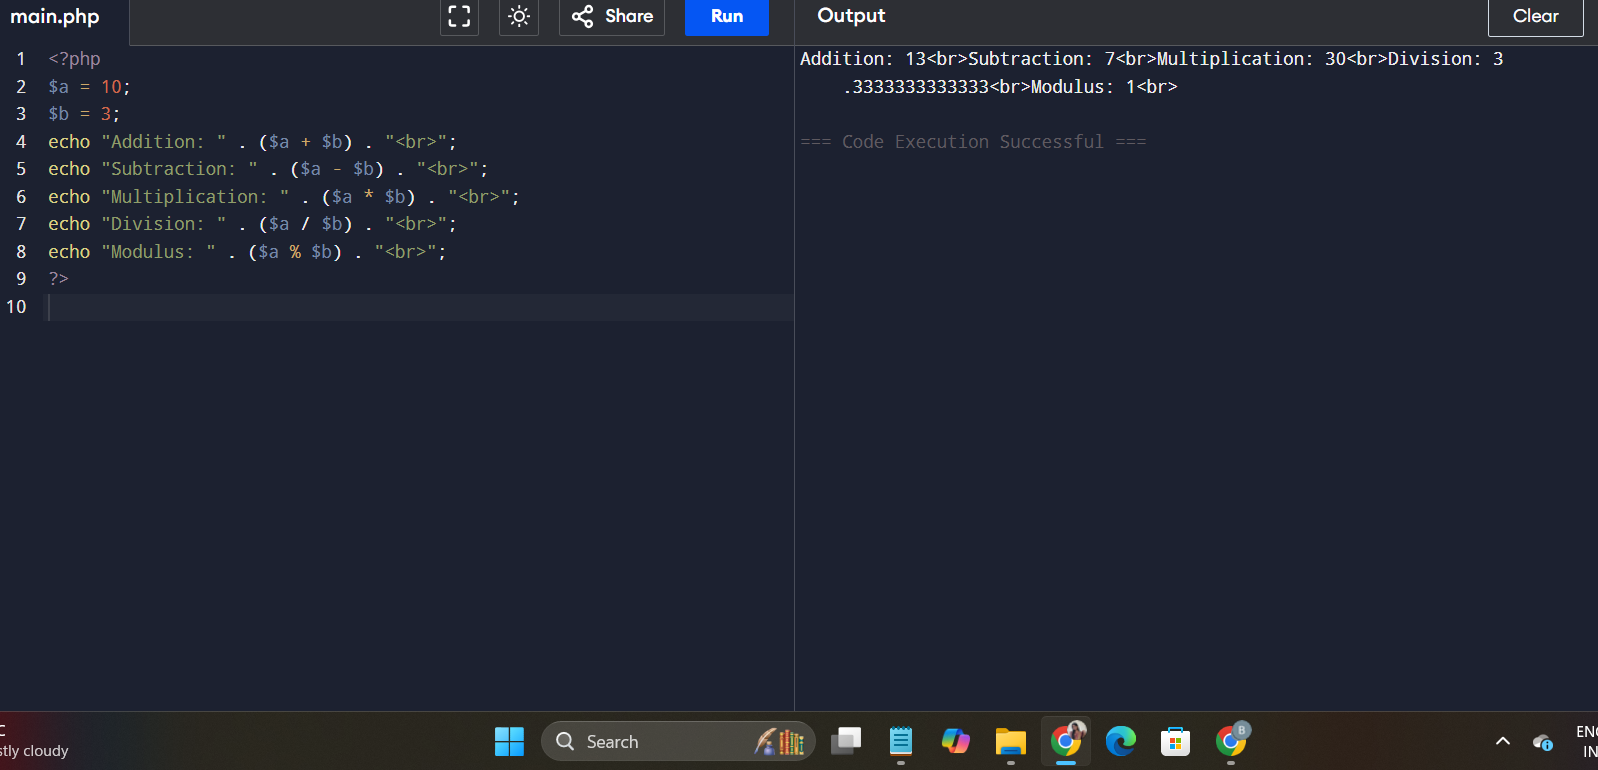 main.php
Share
Run
Output
Clear
1 <?php
2 $a = 10;
3 $b = 3;
4 echo "Addition: " . ($a + $b) . "<br>";
5 echo "Subtraction: " . ($a - $b) . "<br>";
6 echo "Multiplication: " . ($a * $b) . "<br>";
7 echo "Division: " . ($a / $b) . "<br>";
8 echo "Modulus: " . ($a % $b) . "<br>";
9 ?>
10
Addition: 13<br>Subtraction: 7<br>Multiplication: 30<br>Division: 3
.3333333333333<br>Modulus: 1<br>
=== Code Execution Successful ===
stly cloudy
Search
B
ENG
IN